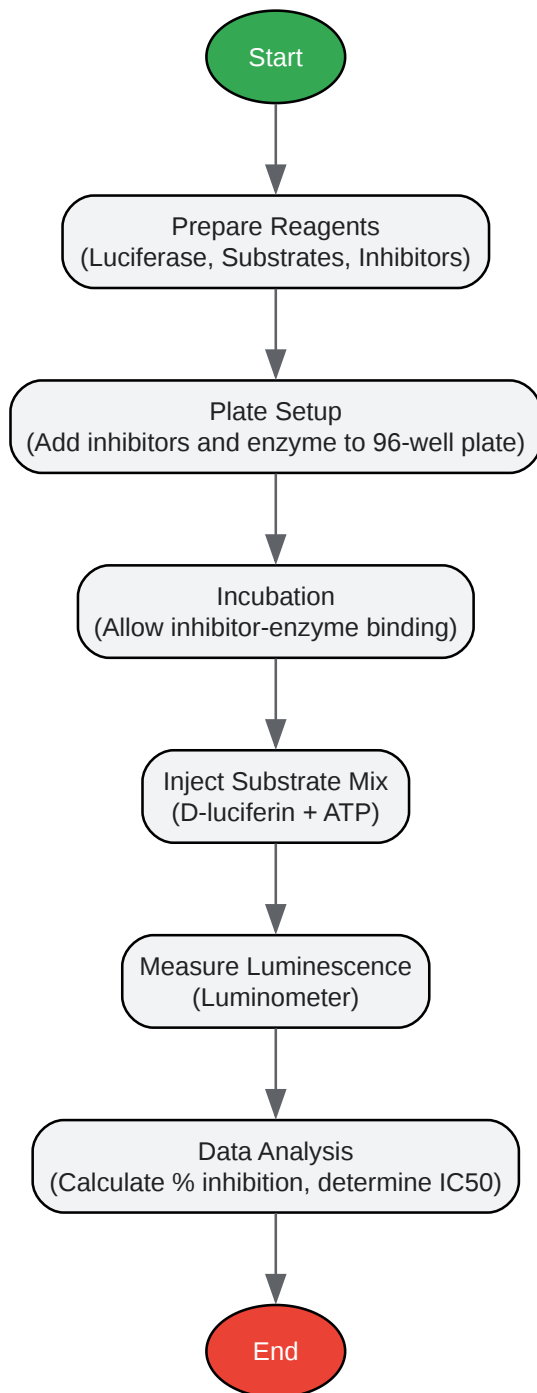 Start
Prepare Reagents
(Luciferase, Substrates, Inhibitors)
Plate Setup
(Add inhibitors and enzyme to 96-well plate)
Incubation
(Allow inhibitor-enzyme binding)
Inject Substrate Mix
(D-luciferin + ATP)
Measure Luminescence
(Luminometer)
Data Analysis
(Calculate % inhibition, determine IC50)
End